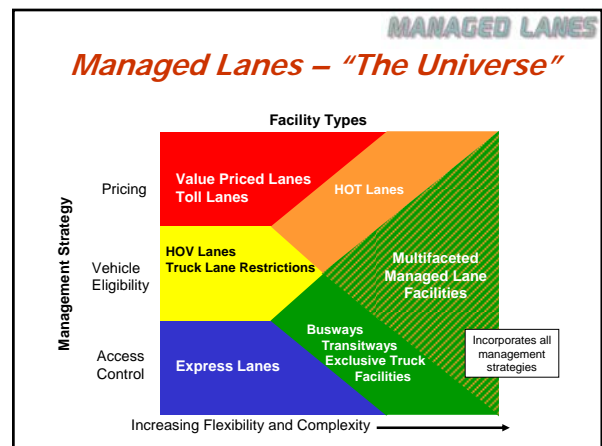 MANAGED LANES
Managed Lanes – "The Universe"
Facility Types
Management Strategy
Pricing
Value Priced Lanes
Toll Lanes
HOT Lanes
Vehicle
Eligibility
HOV Lanes
Truck Lane Restrictions
Multifaceted
Managed Lane
Facilities
Access
Control
Express Lanes
Busways
Transitways
Exclusive Truck
Facilities
Incorporates all
management
strategies
Increasing Flexibility and Complexity